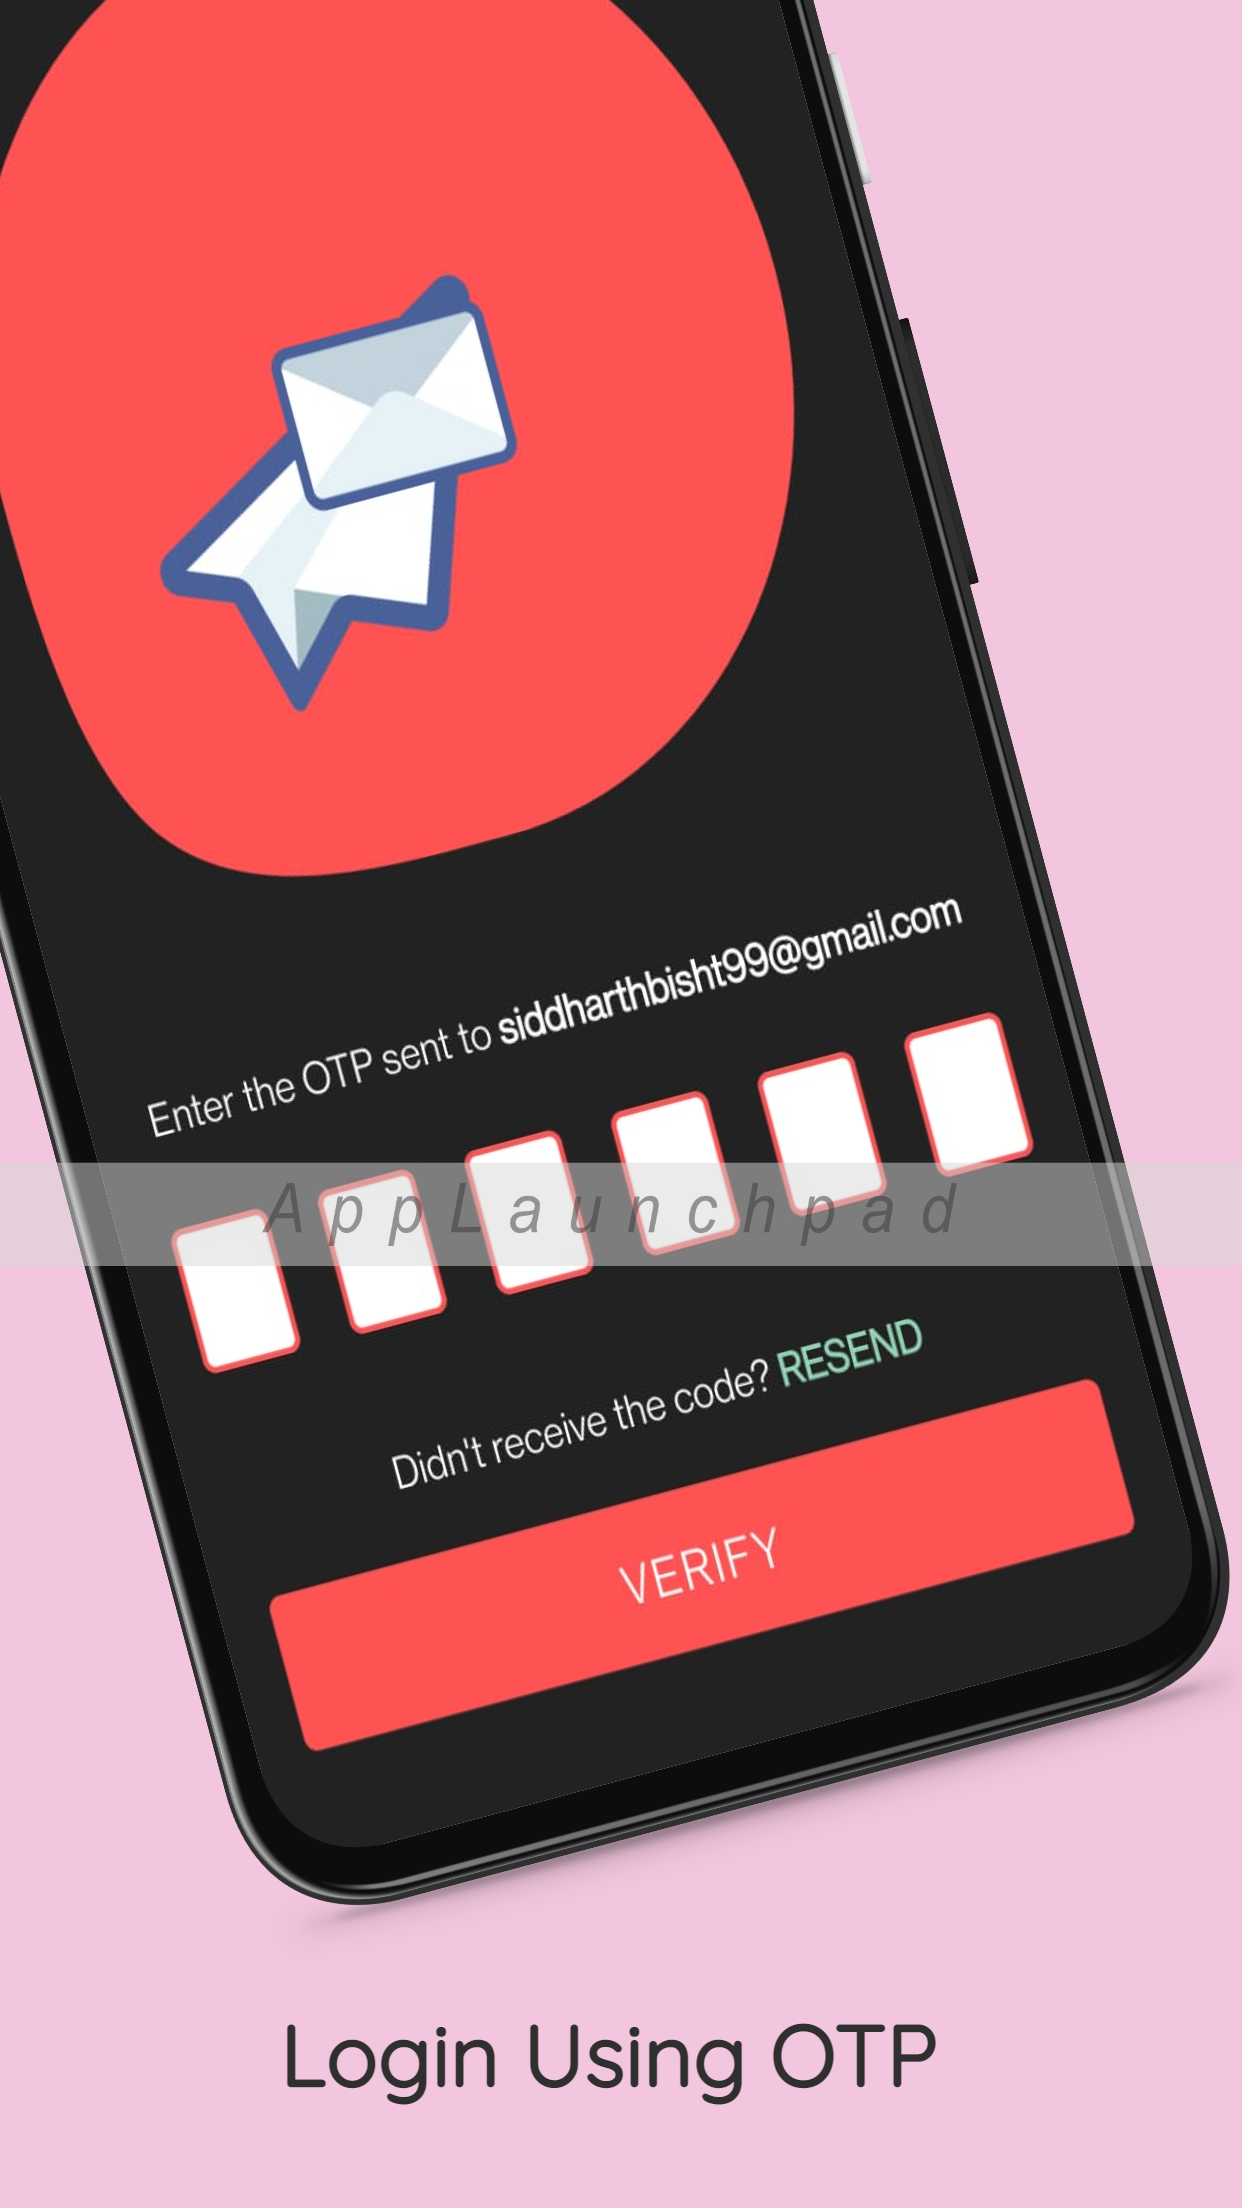 Enter the OTP sent to siddharthbisht99@gmail.com
AppLaunchpad
Didn't receive the code? RESEND
VERIFY
Login Using OTP